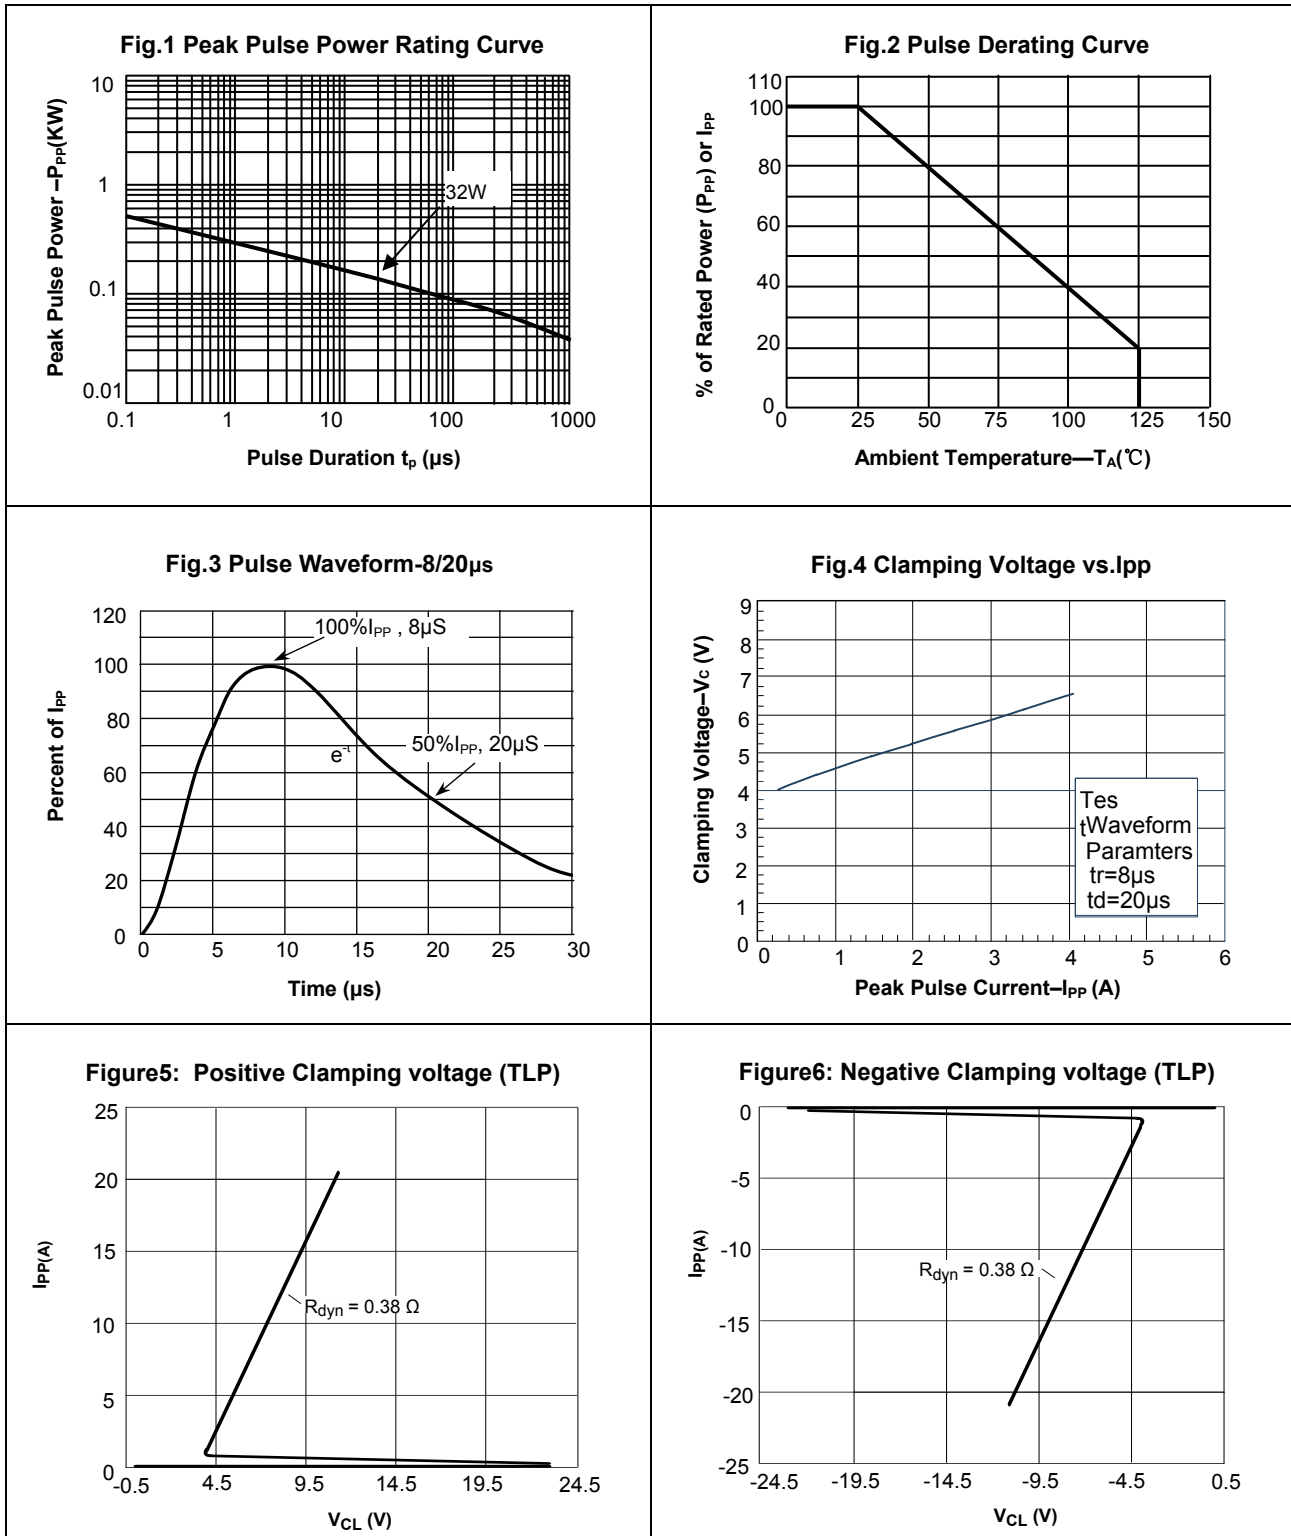 Fig.1 Peak Pulse Power Rating Curve
Peak Pulse Power –PPP(KW)
10
1
0.1
0.01
32W
0.1 1 10 100 1000
Pulse Duration tp (µs)
Fig.2 Pulse Derating Curve
% of Rated Power (PPP) or IPP
110
100
80
60
40
20
0
0 25 50 75 100 125 150
Ambient Temperature—TA(℃)
Fig.3 Pulse Waveform-8/20µs
Percent of IPP
120
100
80
60
40
20
0
100%IPP , 8µS
50%IPP, 20µS
e-t
0 5 10 15 20 25 30
Time (µs)
Fig.4 Clamping Voltage vs.Ipp
Clamping Voltage–VC (V)
9
8
7
6
5
4
3
2
1
0
Tes
tWaveform
Paramters
tr=8µs
td=20µs
0 1 2 3 4 5 6
Peak Pulse Current–IPP (A)
Figure5: Positive Clamping voltage (TLP)
IPP(A)
25
20
15
10
5
0
Rdyn = 0.38 Ω
-0.5 4.5 9.5 14.5 19.5 24.5
VCL (V)
Figure6: Negative Clamping voltage (TLP)
IPP(A)
0
-5
-10
-15
-20
-25
Rdyn = 0.38 Ω
-24.5 -19.5 -14.5 -9.5 -4.5 0.5
VCL (V)